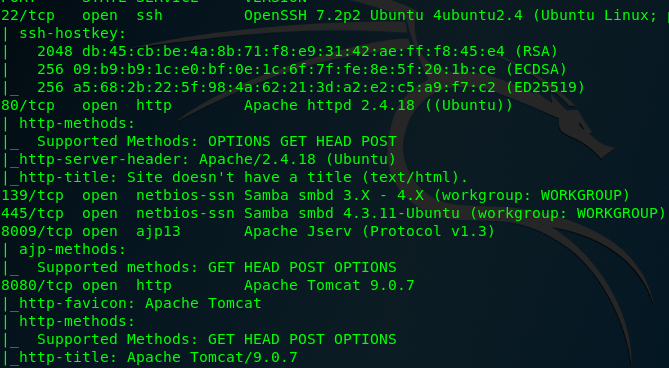 22/tcp open ssh OpenSSH 7.2p2 Ubuntu 4ubuntu2.4 (Ubuntu Linux;
| ssh-hostkey:
| 2048 db:45:cb:be:4a:8b:71:f8:e9:31:42:ae:ff:f8:45:e4 (RSA)
| 256 09:b9:b9:1c:e0:bf:0e:1c:6f:7f:fe:8e:5f:20:1b:ce (ECDSA)
|_ 256 a5:68:2b:22:5f:98:4a:62:21:3d:a2:e2:c5:a9:f7:c2 (ED25519)
80/tcp open http Apache httpd 2.4.18 ((Ubuntu))
| http-methods:
|_ Supported Methods: OPTIONS GET HEAD POST
|_http-server-header: Apache/2.4.18 (Ubuntu)
|_http-title: Site doesn't have a title (text/html).
139/tcp open netbios-ssn Samba smbd 3.X - 4.X (workgroup: WORKGROUP)
445/tcp open netbios-ssn Samba smbd 4.3.11-Ubuntu (workgroup: WORKGROUP)
8009/tcp open ajp13 Apache Jserv (Protocol v1.3)
| ajp-methods:
|_ Supported methods: GET HEAD POST OPTIONS
8080/tcp open http Apache Tomcat 9.0.7
|_http-favicon: Apache Tomcat
| http-methods:
|_ Supported Methods: GET HEAD POST OPTIONS
|_http-title: Apache Tomcat/9.0.7